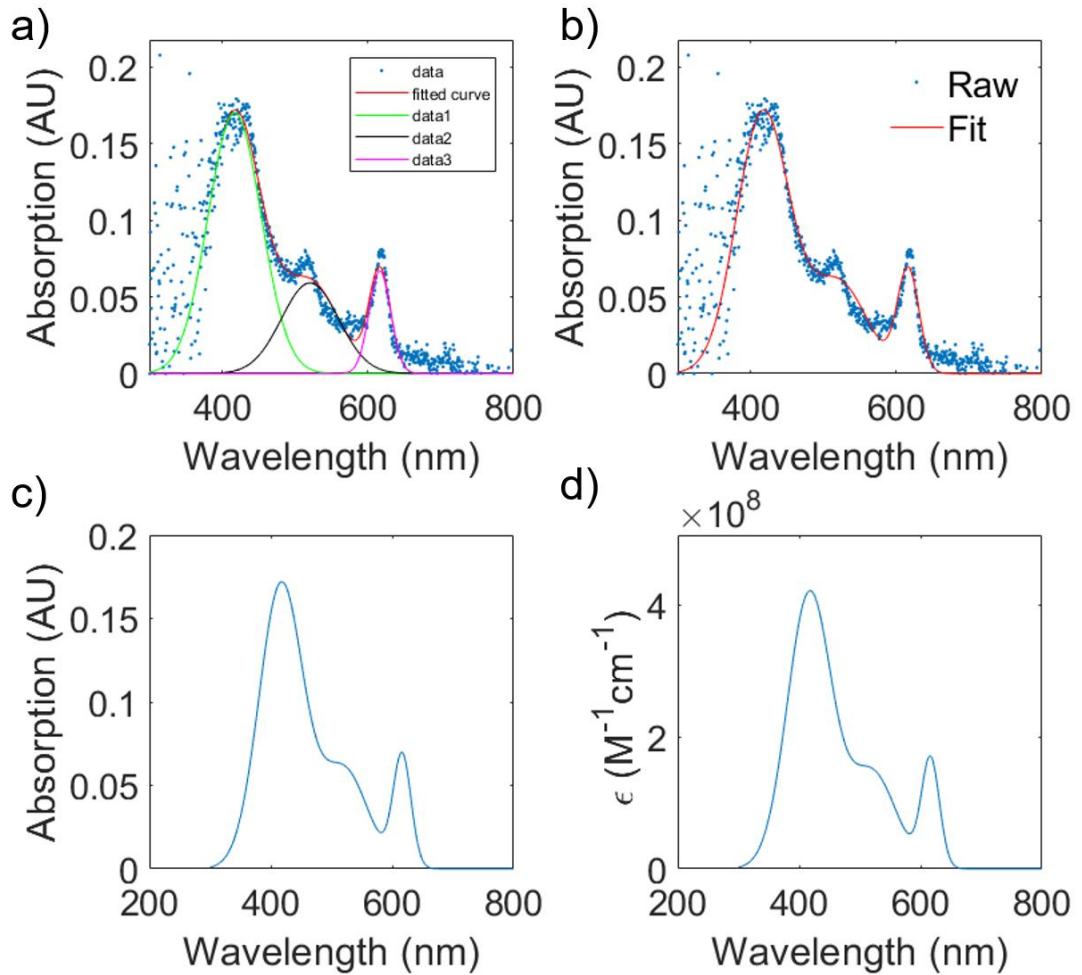 a)
0.2
0.15
0.1
0.05
0
Absorption (AU)
data
fitted curve
data1
data2
data3
400
600
800
Wavelength (nm)
b)
0.2
0.15
0.1
0.05
0
Absorption (AU)
Raw
Fit
400
600
800
Wavelength (nm)
c)
0.2
0.15
0.1
0.05
0
Absorption (AU)
200
400
600
800
Wavelength (nm)
d)
×10⁸
4
2
0
ϵ (M⁻¹cm⁻¹)
200
400
600
800
Wavelength (nm)